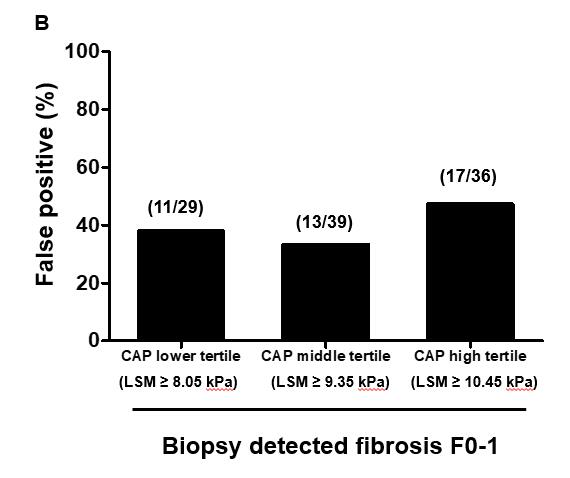 B
100
80
60
40
20
0
False positive (%)
(11/29)
(13/39)
(17/36)
CAP lower tertile
(LSM ≥ 8.05 kPa)
CAP middle tertile
(LSM ≥ 9.35 kPa)
CAP high tertile
(LSM ≥ 10.45 kPa)
Biopsy detected fibrosis F0-1